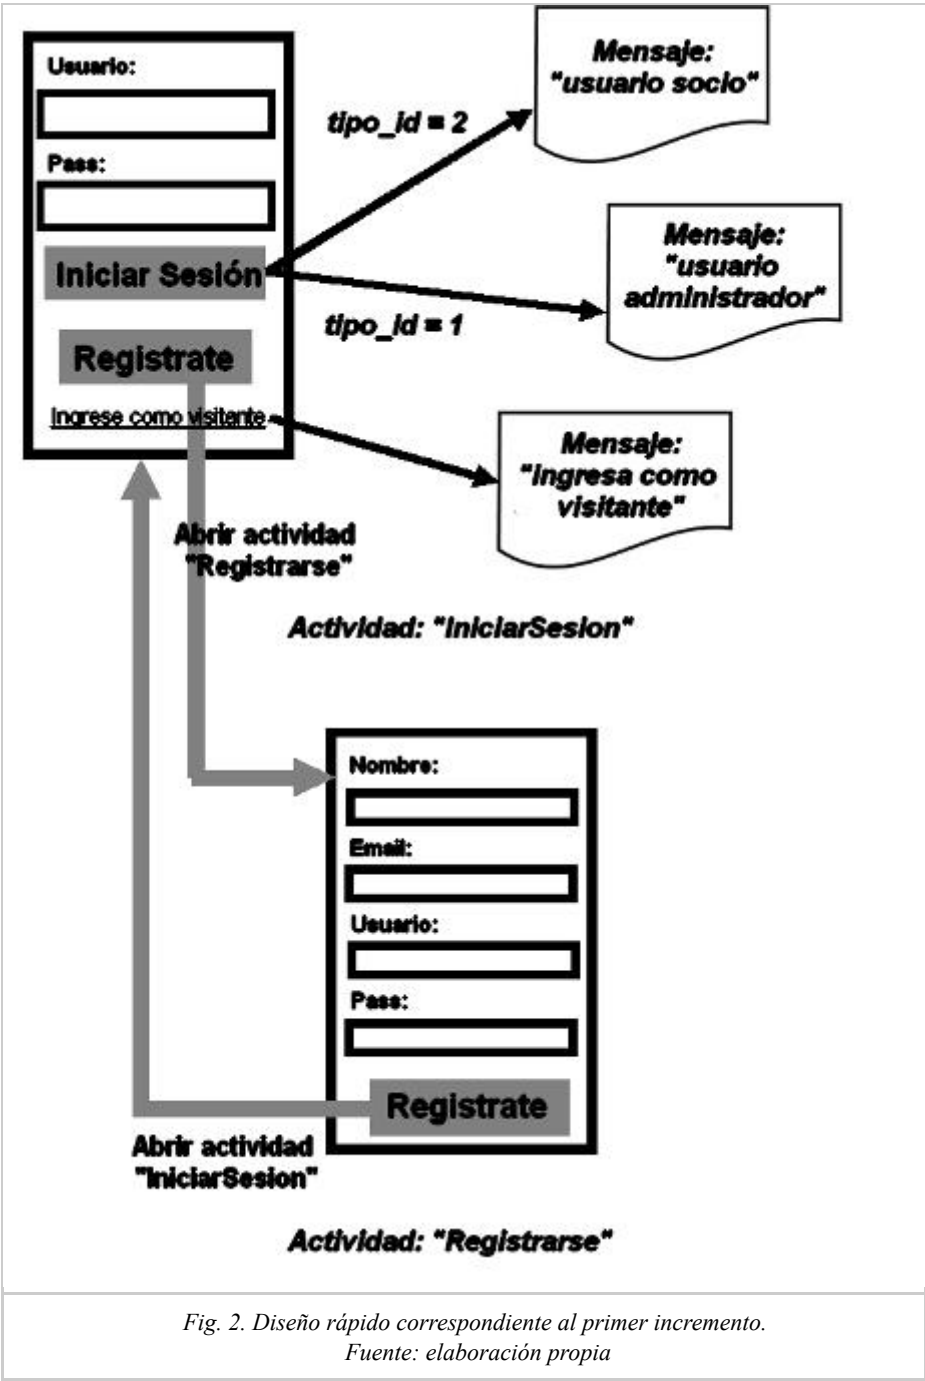 Usuario:
Pass:
Iniciar Sesión
Registrate
Ingrese como visitante
tipo_id = 2
Mensaje:
"usuario socio"
tipo_id = 1
Mensaje:
"usuario
administrador"
Mensaje:
"ingresa como
visitante"
Abrir actividad
"Registrarse"
Actividad: "IniciarSesion"
Nombre:
Email:
Usuario:
Pass:
Registrate
Abrir actividad
"IniciarSesion"
Actividad: "Registrarse"
Fig. 2. Diseño rápido correspondiente al primer incremento.
Fuente: elaboración propia